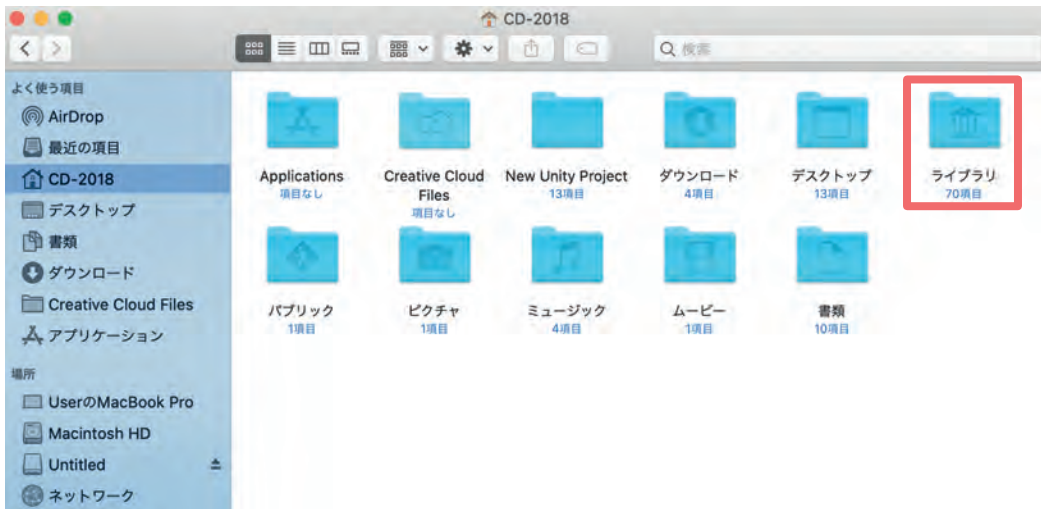 CD-2018
検索
よく使う項目
AirDrop
最近の項目
CD-2018
デスクトップ
書類
ダウンロード
Creative Cloud Files
アプリケーション
場所
UserのMacBook Pro
Macintosh HD
Untitled
ネットワーク
Applications
項目なし
Creative Cloud
Files
項目なし
New Unity Project
13項目
ダウンロード
4項目
デスクトップ
13項目
ライブラリ
70項目
パブリック
1項目
ピクチャ
1項目
ミュージック
4項目
ムービー
1項目
書類
10項目